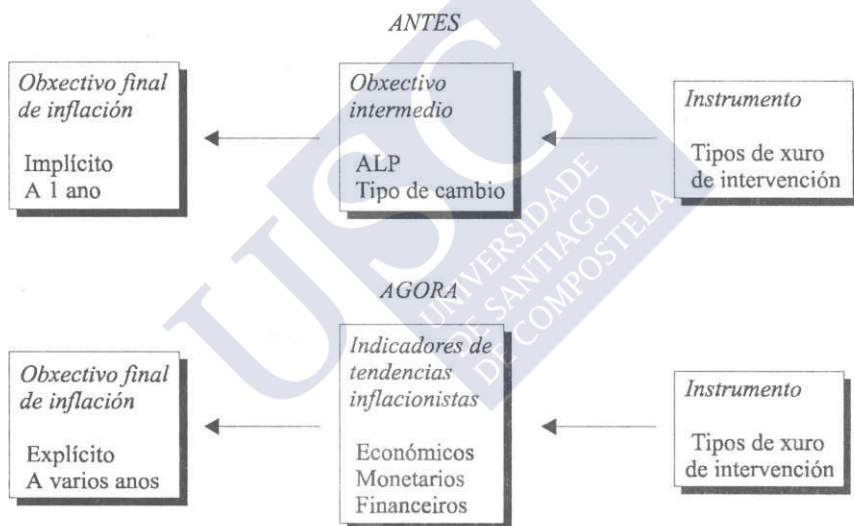 ANTES
Obxectivo final
de inflación
Implícito
A 1 ano
Obxectivo
intermedio
ALP
Tipo de cambio
Instrumento
Tipos de xuro
de intervención
AGORA
Obxectivo final
de inflación
Explícito
A varios anos
Indicadores de
tendencias
inflacionistas
Económicos
Monetarios
Financeiros
Instrumento
Tipos de xuro
de intervención
USC
UNIVERSIDADE
DE SANTIAGO
DE COMPOSTELA